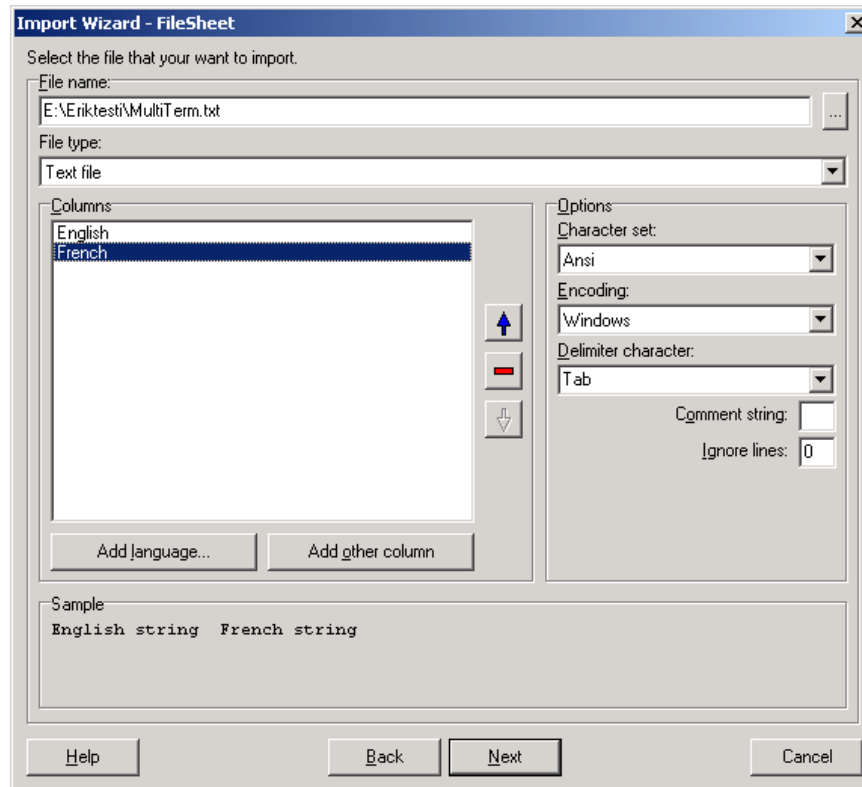 Import Wizard - FileSheet
Select the file that your want to import.
File name:
E:\Eriktesti\MultiTerm.txt
...
File type:
Text file
Columns
English
French
Add language...
Add other column
Options
Character set:
Ansi
Encoding:
Windows
Delimiter character:
Tab
Comment string:
Ignore lines: 0
Sample
English string French string
Help
Back
Next
Cancel